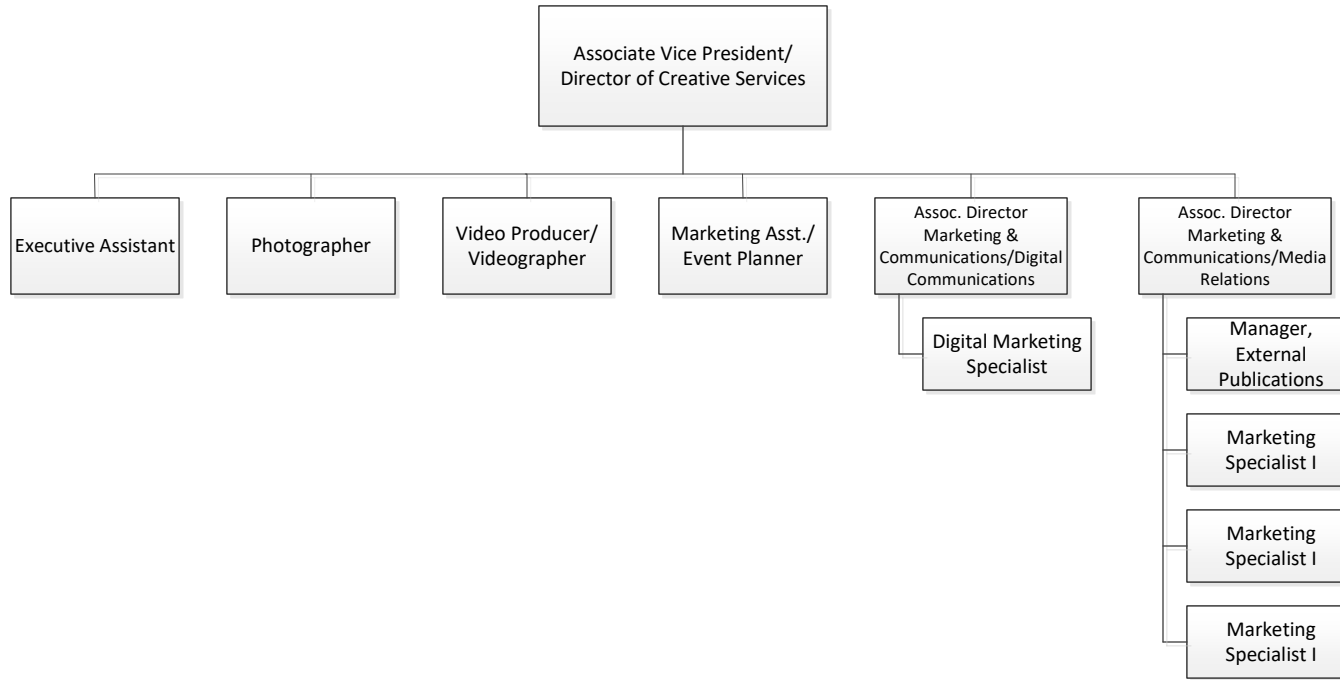 Associate Vice President/
Director of Creative Services
Executive Assistant
Photographer
Video Producer/
Videographer
Marketing Asst./
Event Planner
Assoc. Director
Marketing &
Communications/Digital
Communications
Assoc. Director
Marketing &
Communications/Media
Relations
Digital Marketing
Specialist
Manager,
External
Publications
Marketing
Specialist I
Marketing
Specialist I
Marketing
Specialist I